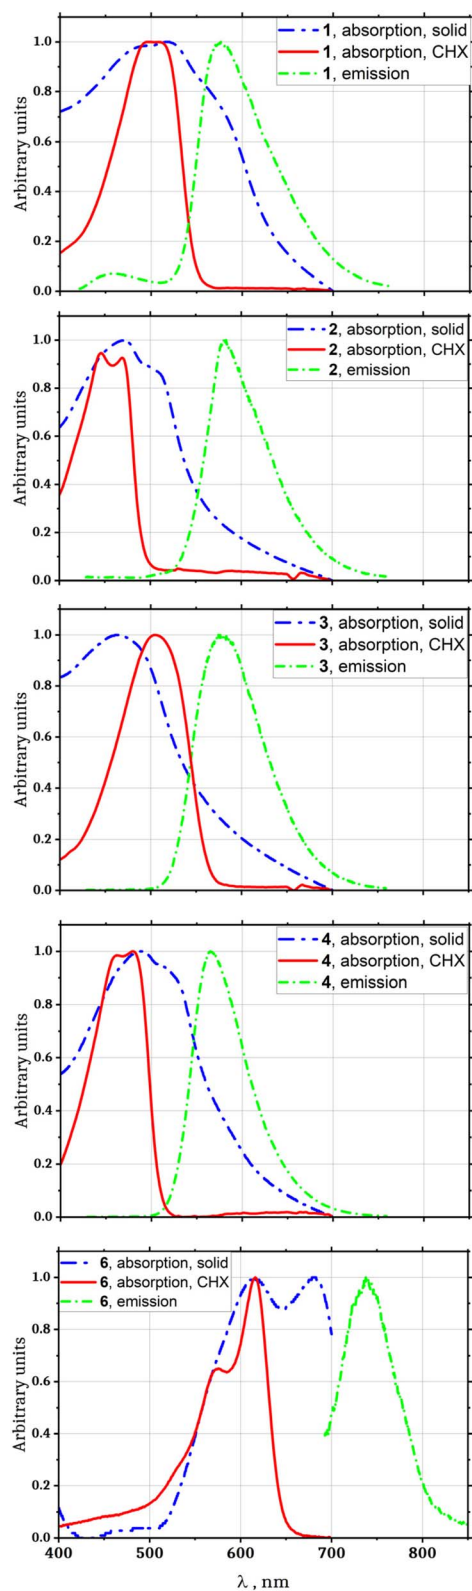 1, absorption, solid
1, absorption, CHX
1, emission
Arbitrary units
1.0
0.8
0.6
0.4
0.2
0.0
2, absorption, solid
2, absorption, CHX
2, emission
Arbitrary units
1.0
0.8
0.6
0.4
0.2
0.0
3, absorption, solid
3, absorption, CHX
3, emission
Arbitrary units
1.0
0.8
0.6
0.4
0.2
0.0
4, absorption, solid
4, absorption, CHX
4, emission
Arbitrary units
1.0
0.8
0.6
0.4
0.2
0.0
6, absorption, solid
6, absorption, CHX
6, emission
Arbitrary units
1.0
0.8
0.6
0.4
0.2
0.0
400 500 600 700 800
λ , nm